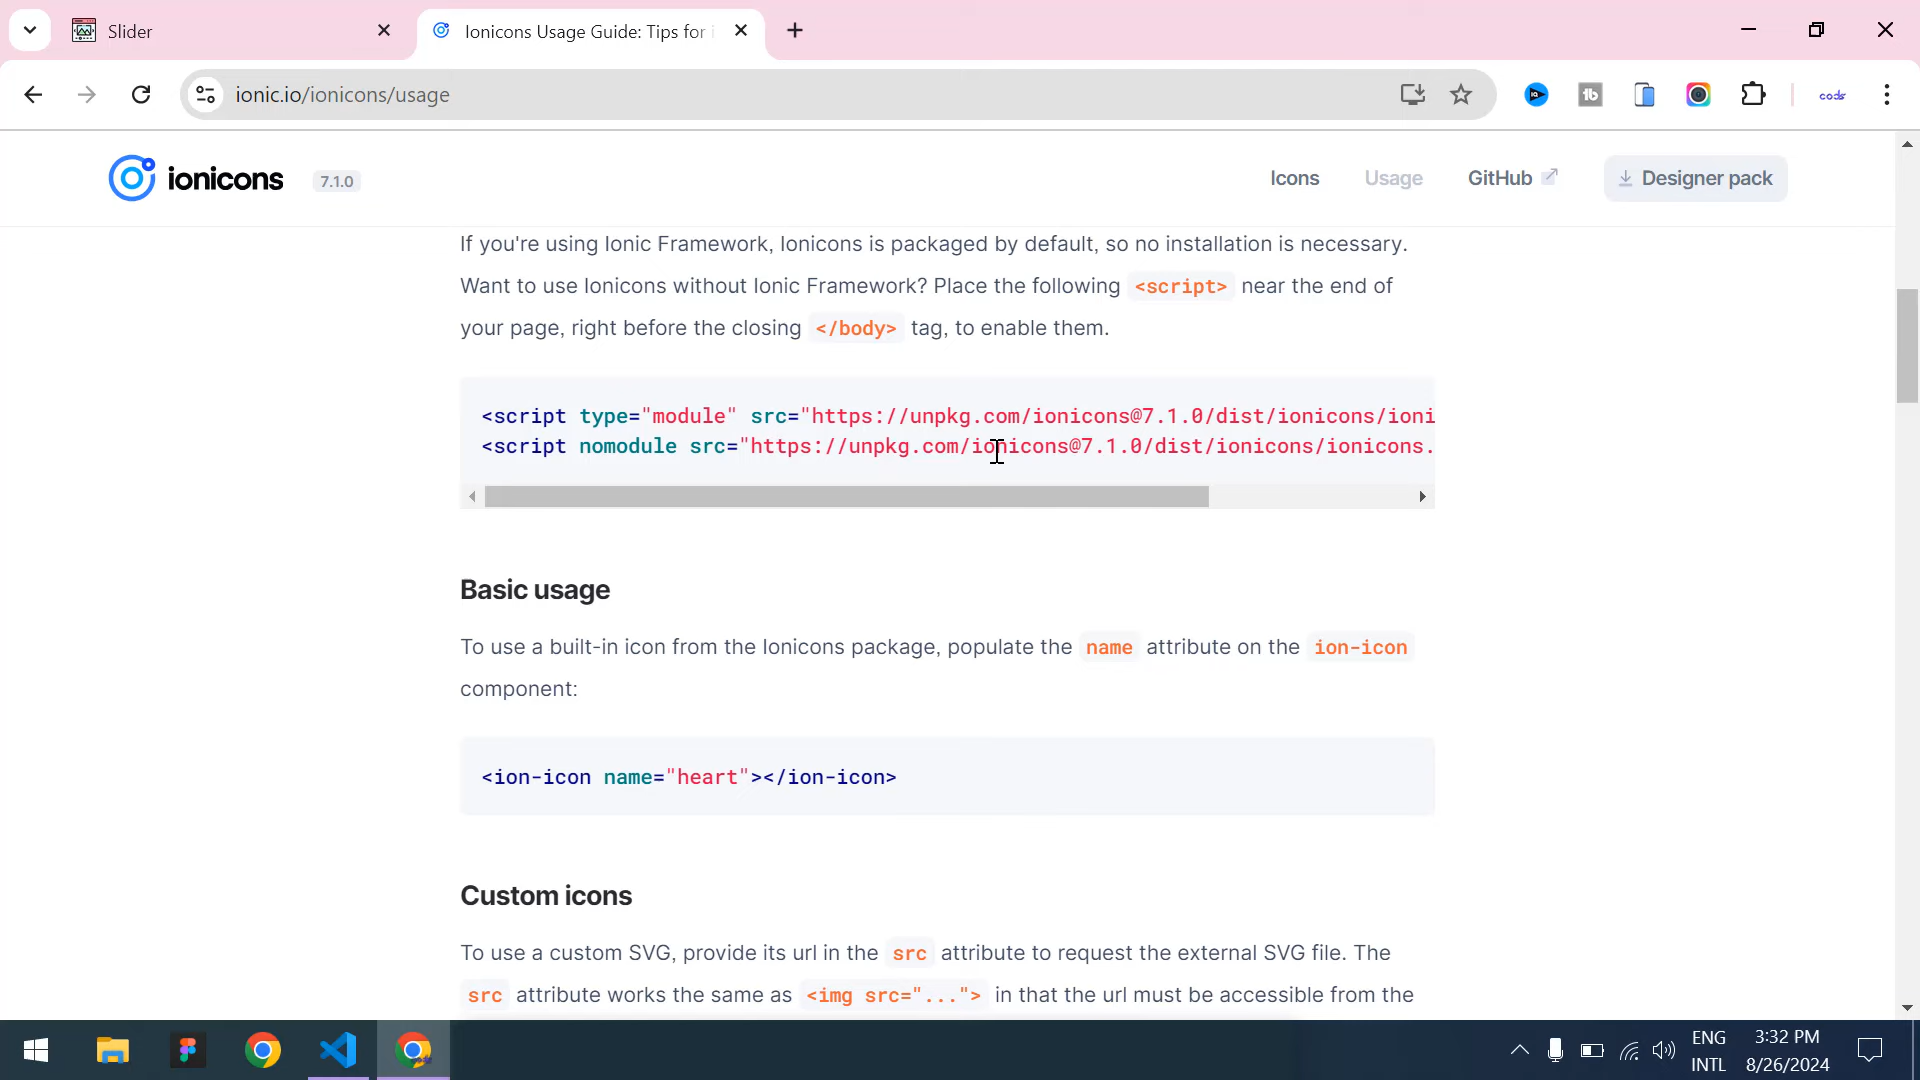 Slider
Ionicons Usage Guide: Tips for i
ionic.io/ionicons/usage
code
ionicons 7.1.0 Icons Usage GitHub Designer pack
If you're using Ionic Framework, Ionicons is packaged by default, so no installation is necessary.
Want to use Ionicons without Ionic Framework? Place the following <script> near the end of
your page, right before the closing </body> tag, to enable them.
<script type="module" src="https://unpkg.com/ionicons@7.1.0/dist/ionicons/ioni
<script nomodule src="https://unpkg.com/ionicons@7.1.0/dist/ionicons/ionicons.
Basic usage
To use a built-in icon from the Ionicons package, populate the name attribute on the ion-icon
component:
<ion-icon name="heart"></ion-icon>
Custom icons
To use a custom SVG, provide its url in the src attribute to request the external SVG file. The
src attribute works the same as <img src="..."> in that the url must be accessible from the
ENG 3:32 PM
INTL 8/26/2024